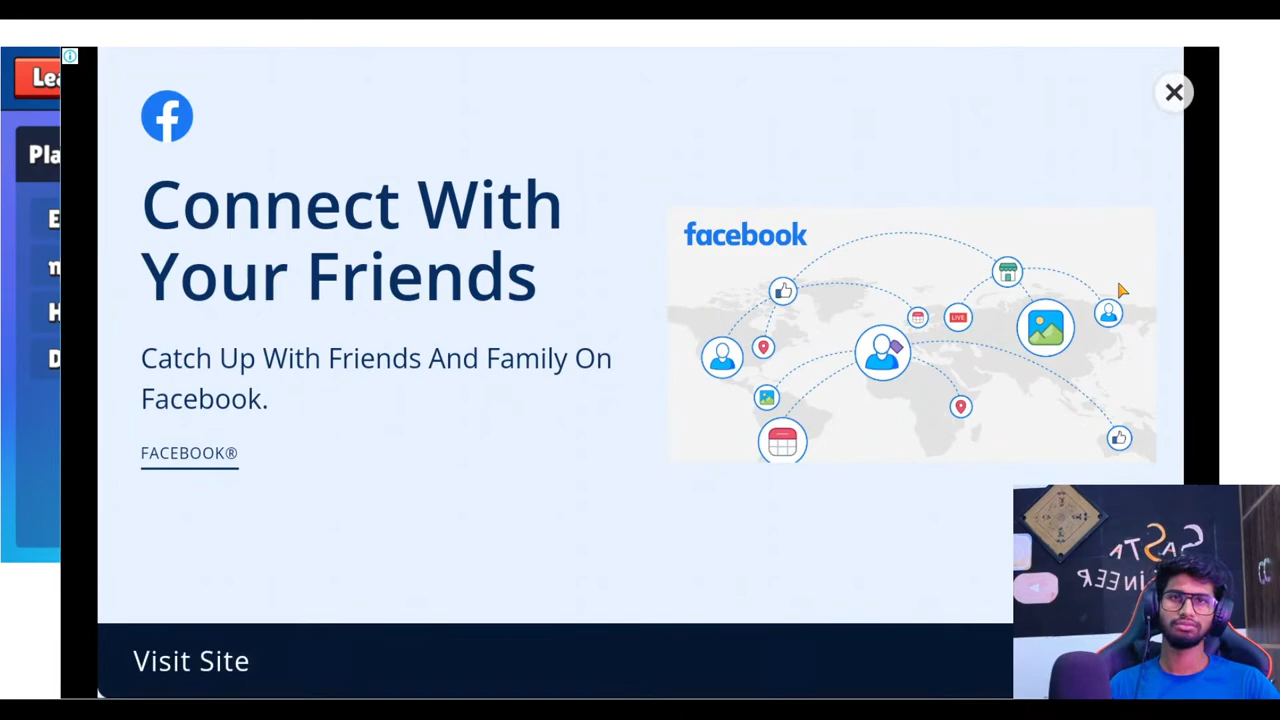 Connect With
Your Friends
Catch Up With Friends And Family On
Facebook.
FACEBOOK®
facebook
LIVE
Visit Site